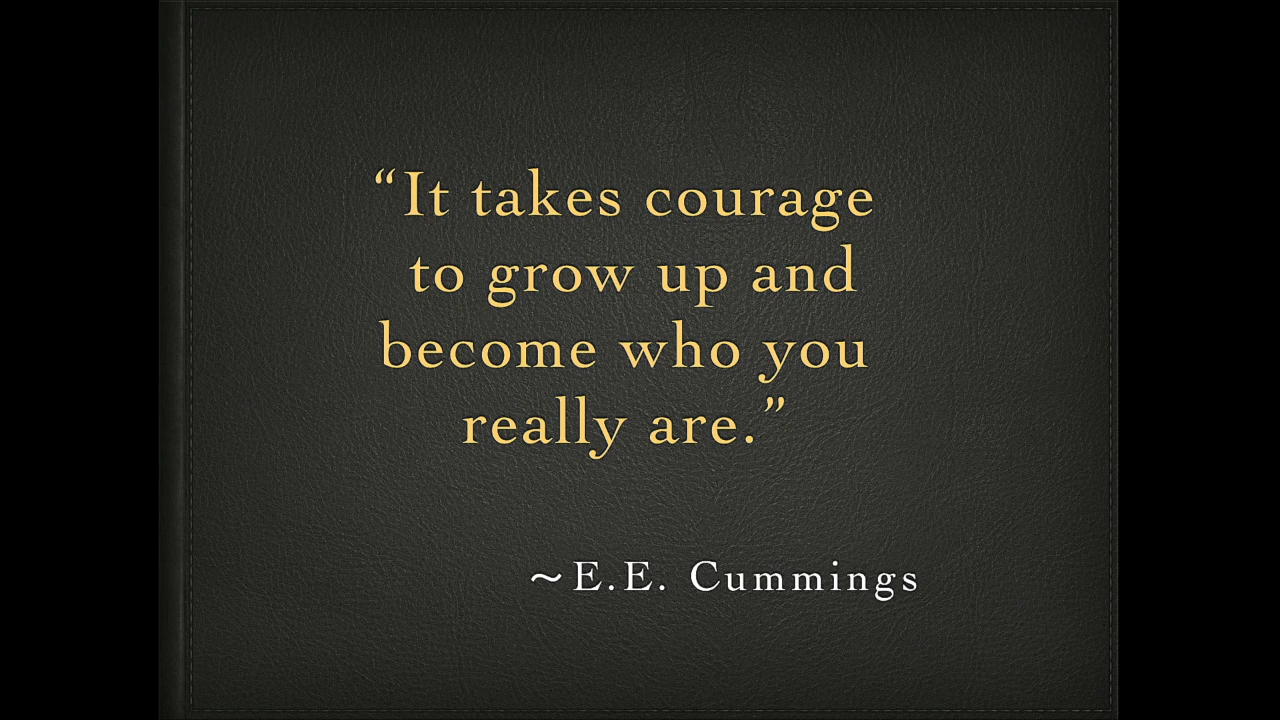 “It takes courage
to grow up and
become who you
really are.”
~E.E. Cummings